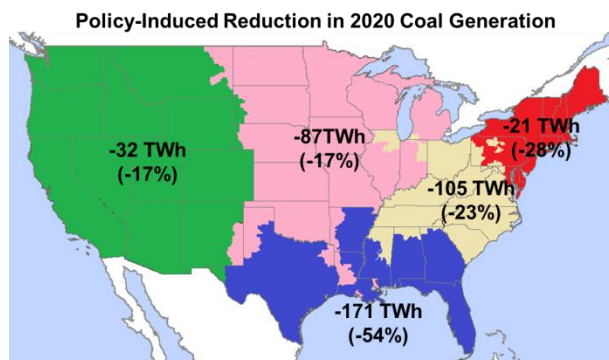 Policy-Induced Reduction in 2020 Coal Generation
-32 TWh
(-17%)
-87TWh
(-17%)
-21 TWh
(-28%)
-105 TWh
(-23%)
-171 TWh
(-54%)